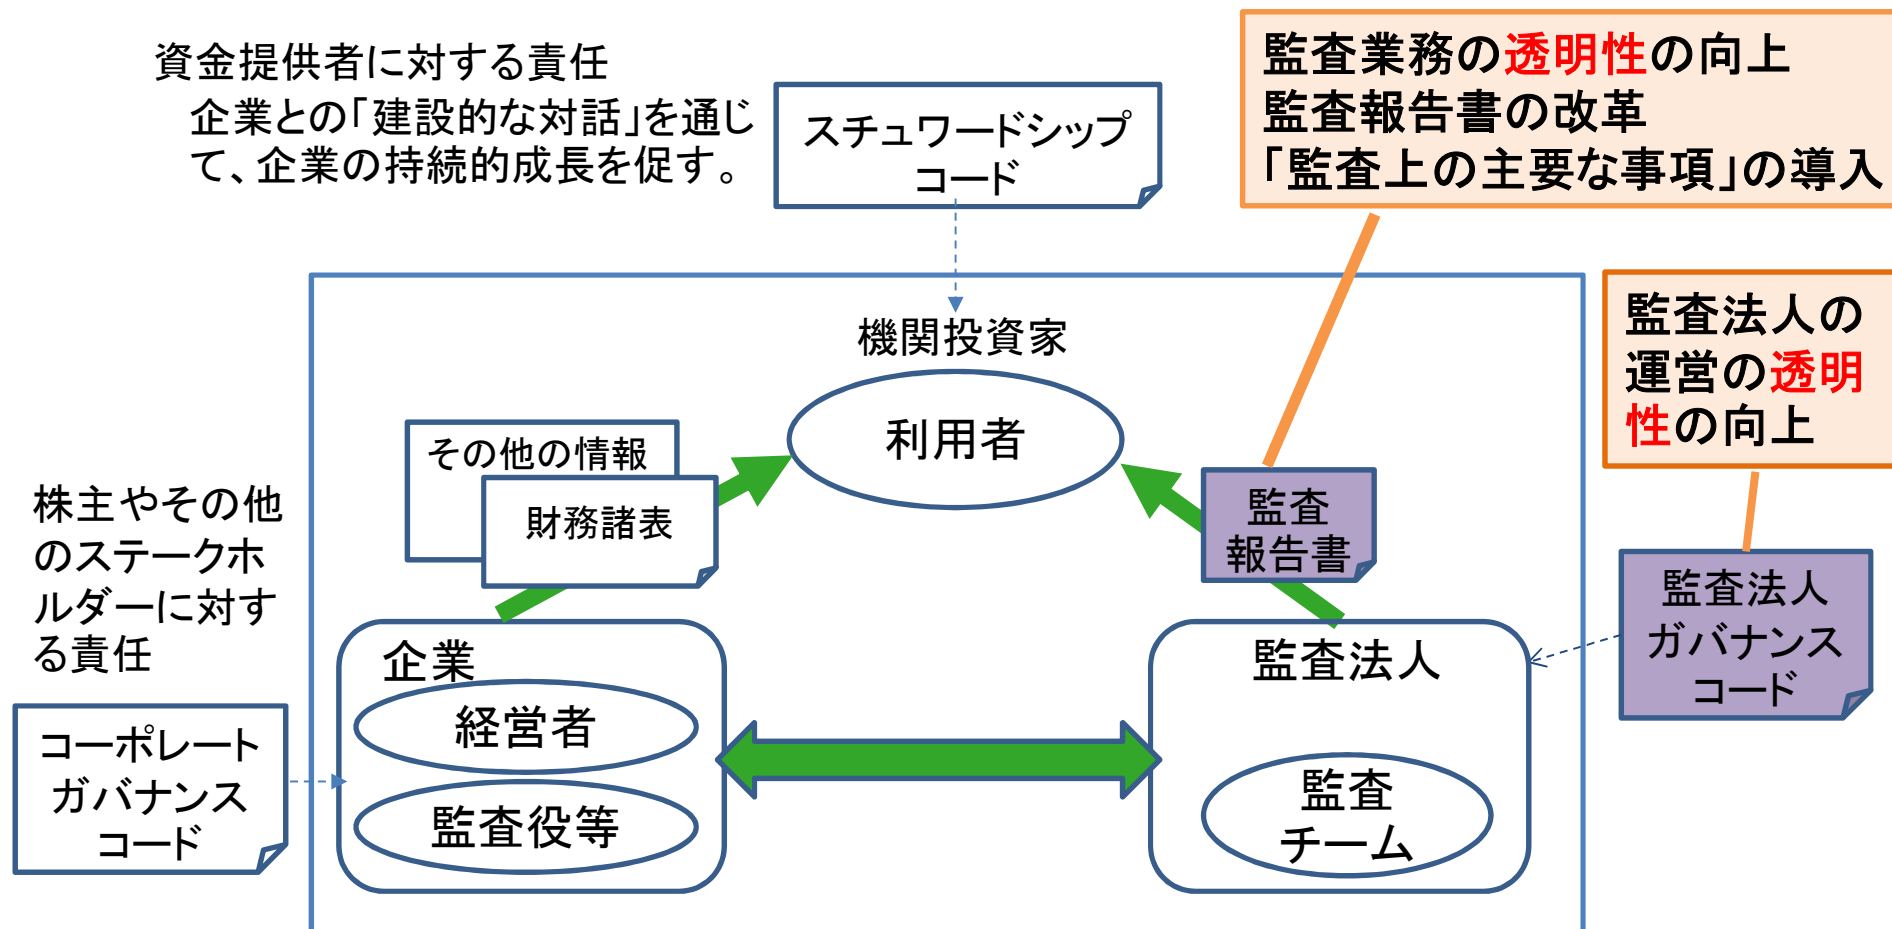 資金提供者に対する責任
企業との「建設的な対話」を通じ
て、企業の持続的成長を促す。
スチュワードシップ
コード
監査業務の透明性の向上
監査報告書の改革
「監査上の主要な事項」の導入
機関投資家
利用者
監査法人の
運営の透明
性の向上
その他の情報
財務諸表
監査
報告書
株主やその他
のステークホ
ルダーに対す
る責任
監査法人
ガバナンス
コード
企業
経営者
監査役等
監査法人
監査
チーム
コーポレート
ガバナンス
コード